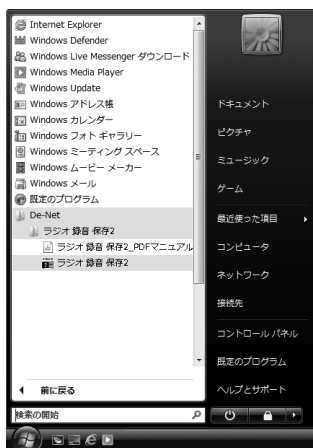 Internet Explorer
Windows Defender
Windows Live Messenger ダウンロード
Windows Media Player
Windows Update
Windows アドレス帳
Windows カレンダー
Windows フォト ギャラリー
Windows ミーティング スペース
Windows ムービー メーカー
Windows メール
既定のプログラム
De-Net
ラジオ 録音 保存2
ラジオ 録音 保存2_PDFマニュアル
ラジオ 録音 保存2
前に戻る
検索の開始
ドキュメント
ピクチャ
ミュージック
ゲーム
最近使った項目
コンピュータ
ネットワーク
接続先
コントロール パネル
既定のプログラム
ヘルプとサポート